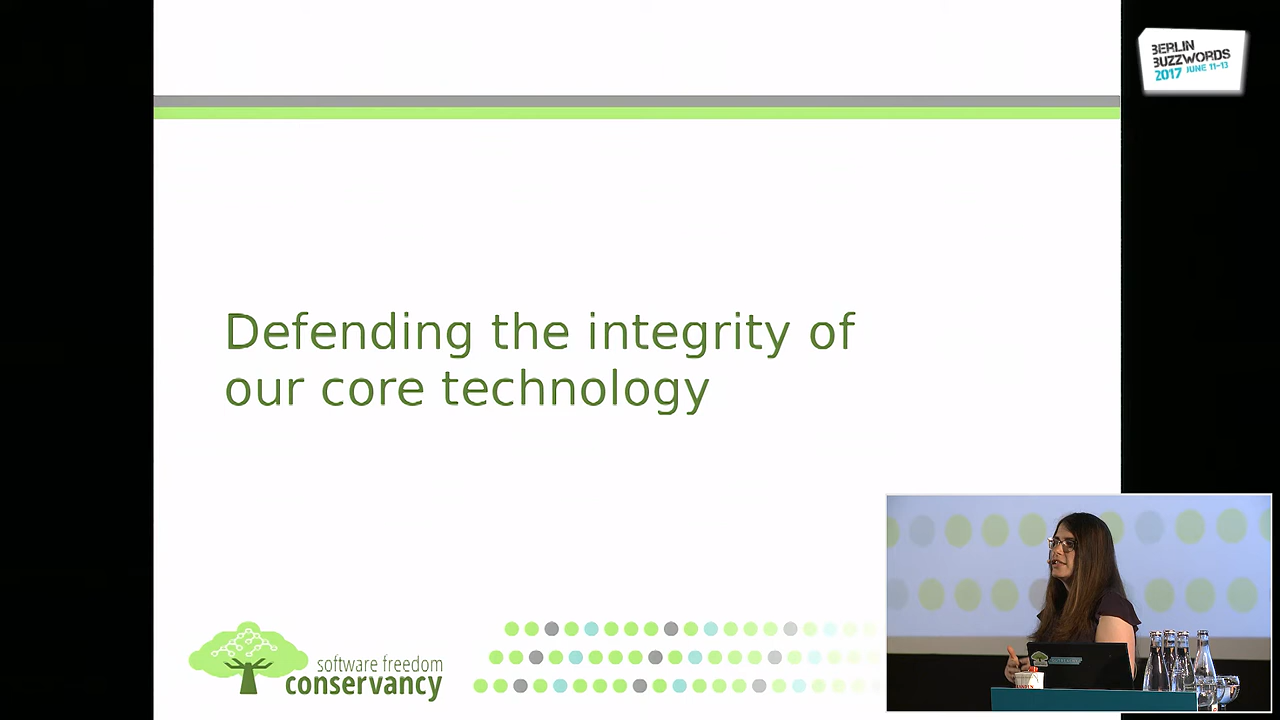 BERLIN
BUZZWORDS
2017 JUNE 11-13
Defending the integrity of
our core technology
software freedom
conservancy